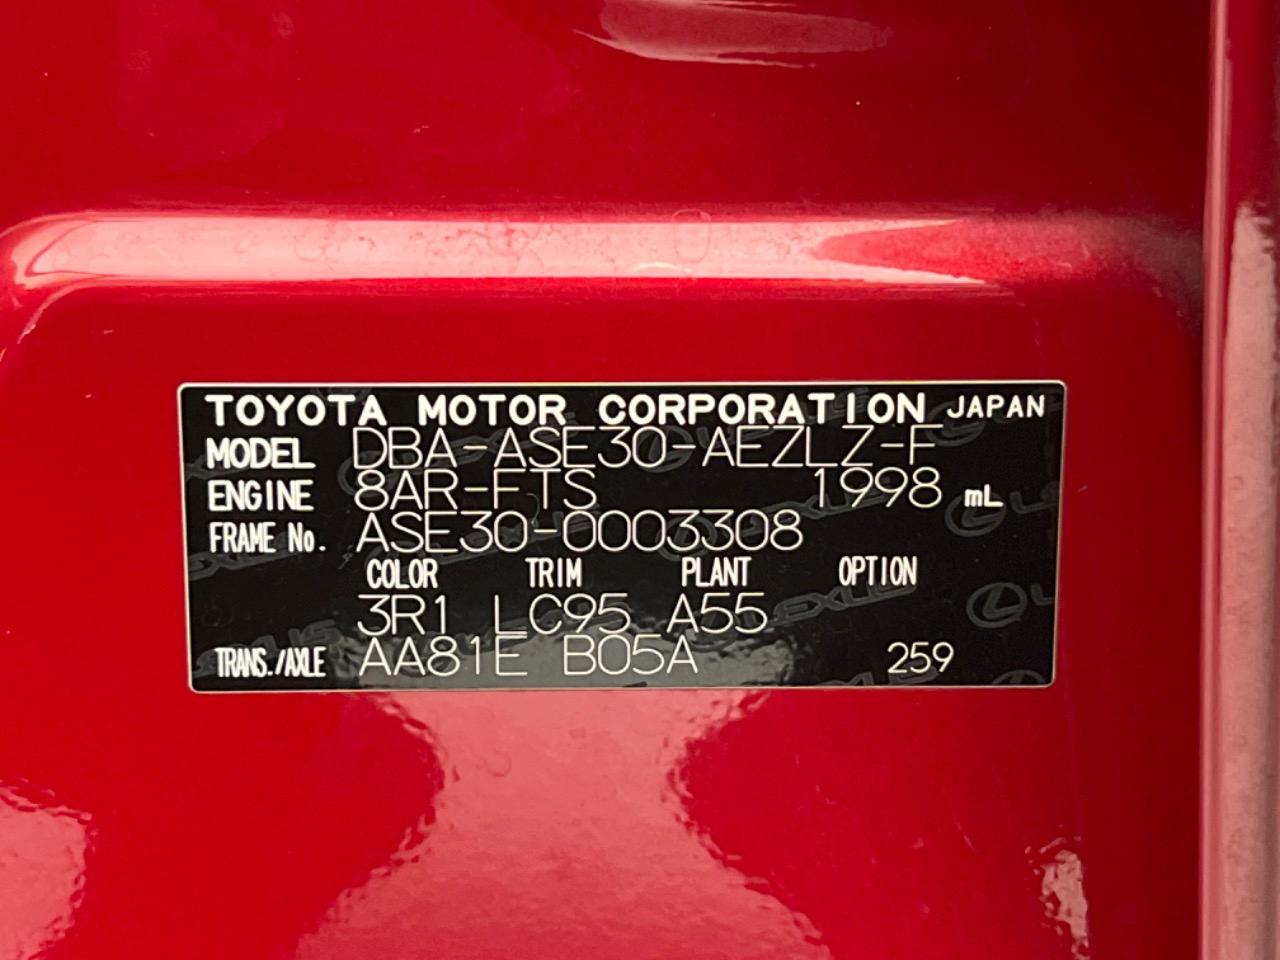 TOYOTA MOTOR CORPORATION JAPAN
MODEL DBA-ASE30-AEZLZ-F
ENGINE 8AR-FTS 1998 mL
FRAME No. ASE30-0003308
COLOR TRIM PLANT OPTION
3R1 LC95 A55
TRANS./AXLE AA81E B05A 259
LEXUS